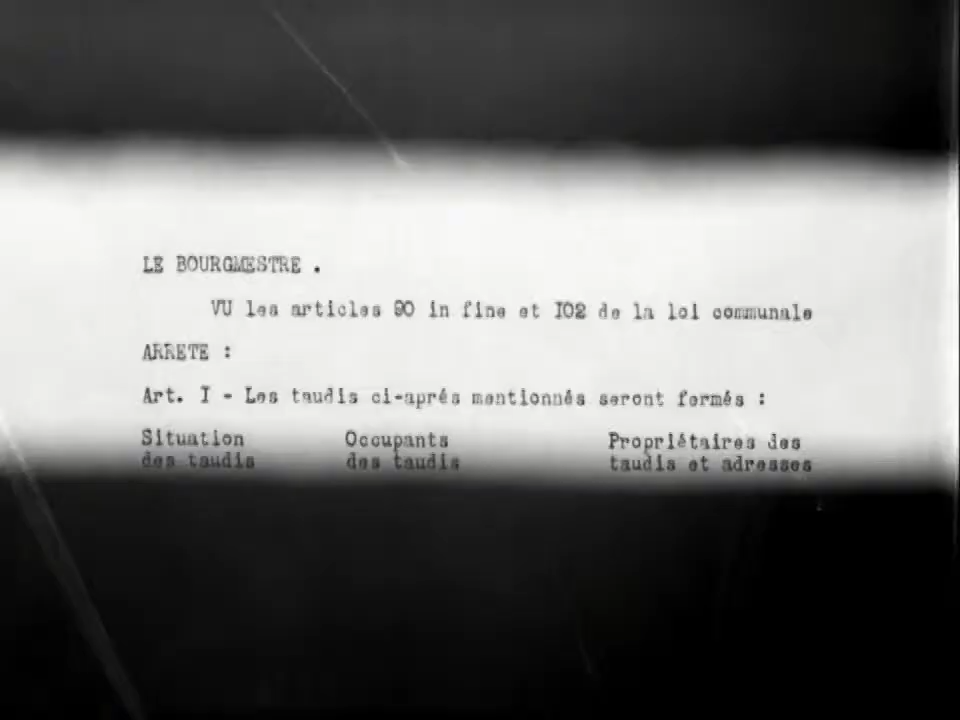 LE BOURGMESTRE .
VU les articles 90 in fine et I02 de la loi communale
ARRETE :
Art. I - Les taudis ci-aprés mentionnés seront fermés :
Situation Occupants Propriétaires des
des taudis des taudis taudis et adresses